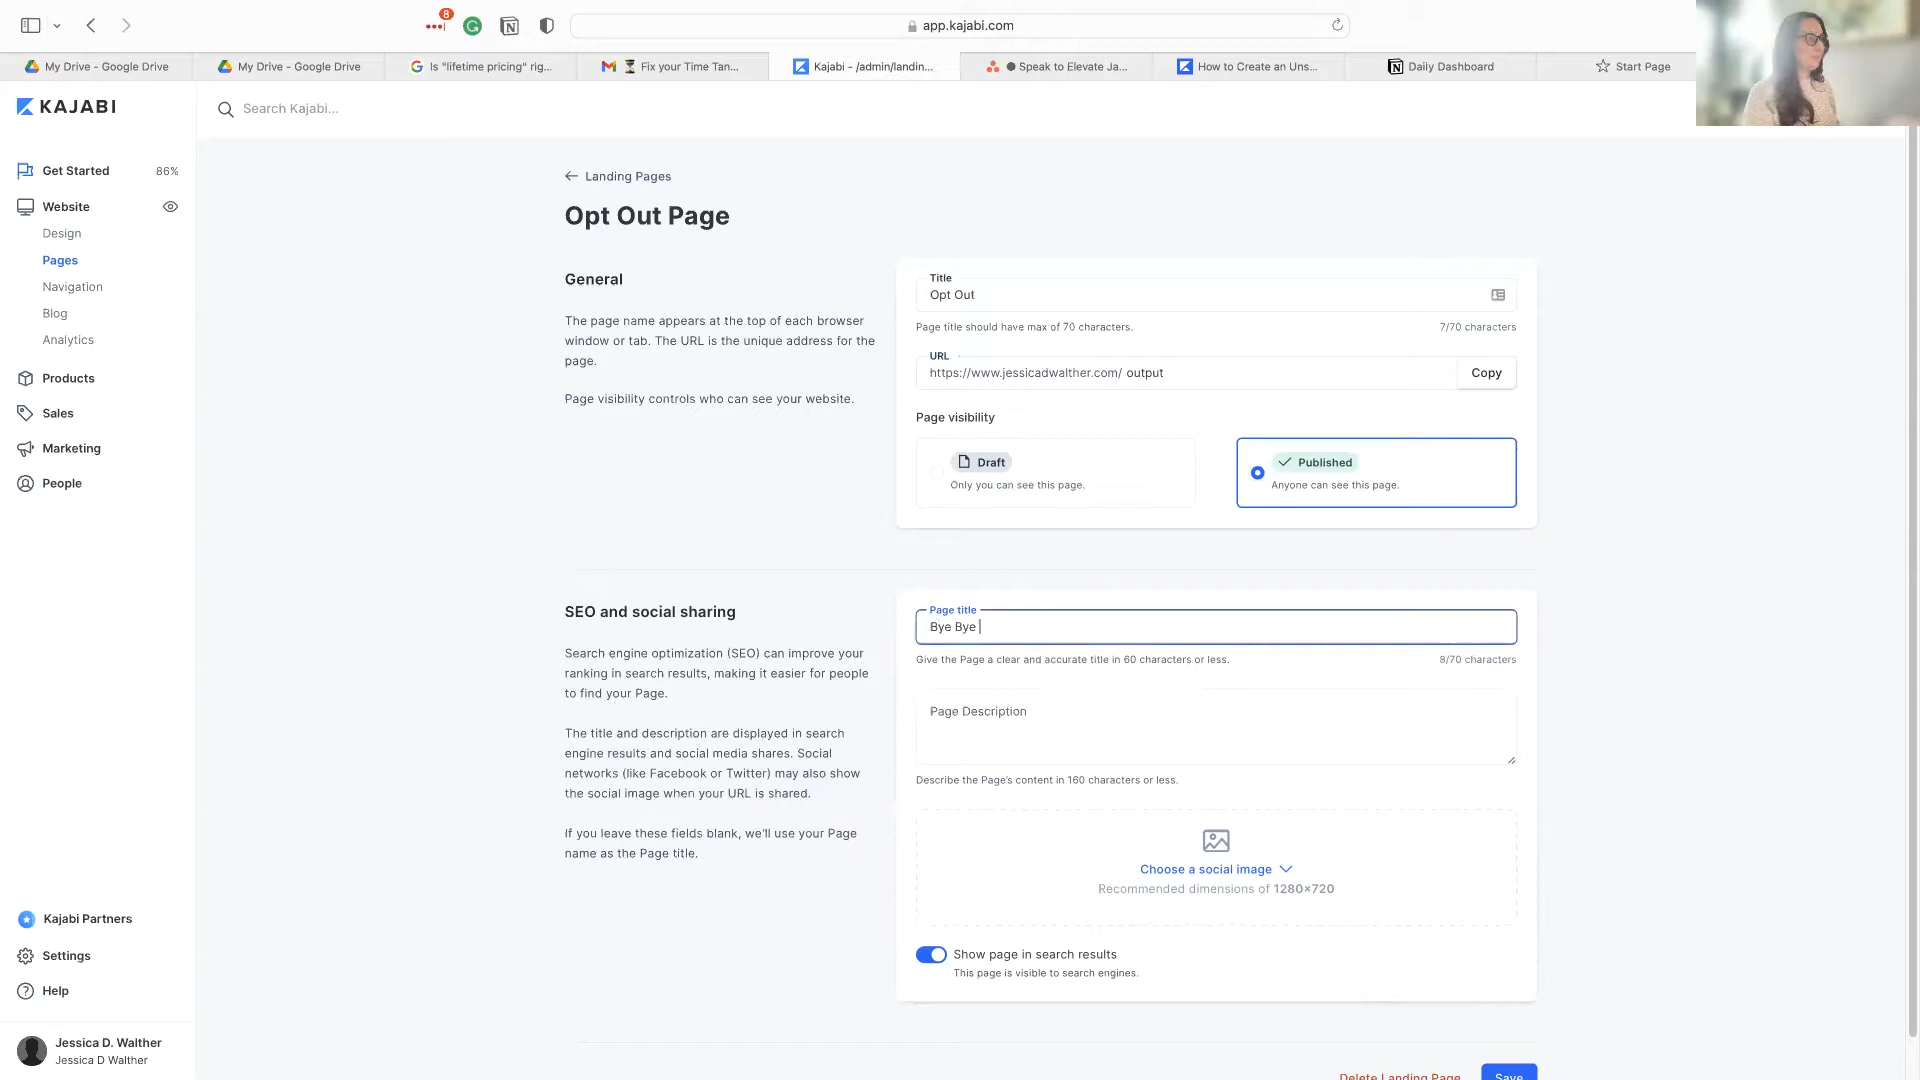 8
app.kajabi.com
My Drive - Google Drive
My Drive - Google Drive
Is "lifetime pricing" rig...
Fix your Time Tan...
Kajabi - /admin/landin...
Speak to Elevate Ja...
How to Create an Uns...
Daily Dashboard
Start Page
KAJABI
Search Kajabi...
Get Started 86%
Website
Design
Pages
Navigation
Blog
Analytics
Products
Sales
Marketing
People
Kajabi Partners
Settings
Help
Jessica D. Walther
Jessica D Walther
Landing Pages
Opt Out Page
General
The page name appears at the top of each browser
window or tab. The URL is the unique address for the
page.
Page visibility controls who can see your website.
Title
Opt Out
Page title should have max of 70 characters. 7/70 characters
URL
https://www.jessicadwalther.com/ output
Copy
Page visibility
Draft
Only you can see this page.
Published
Anyone can see this page.
SEO and social sharing
Search engine optimization (SEO) can improve your
ranking in search results, making it easier for people
to find your Page.
The title and description are displayed in search
engine results and social media shares. Social
networks (like Facebook or Twitter) may also show
the social image when your URL is shared.
If you leave these fields blank, we'll use your Page
name as the Page title.
Page title
Bye Bye
Give the Page a clear and accurate title in 60 characters or less. 8/70 characters
Page Description
Describe the Page's content in 160 characters or less.
Choose a social image
Recommended dimensions of 1280×720
Show page in search results
This page is visible to search engines.
Delete Landing Page
Save